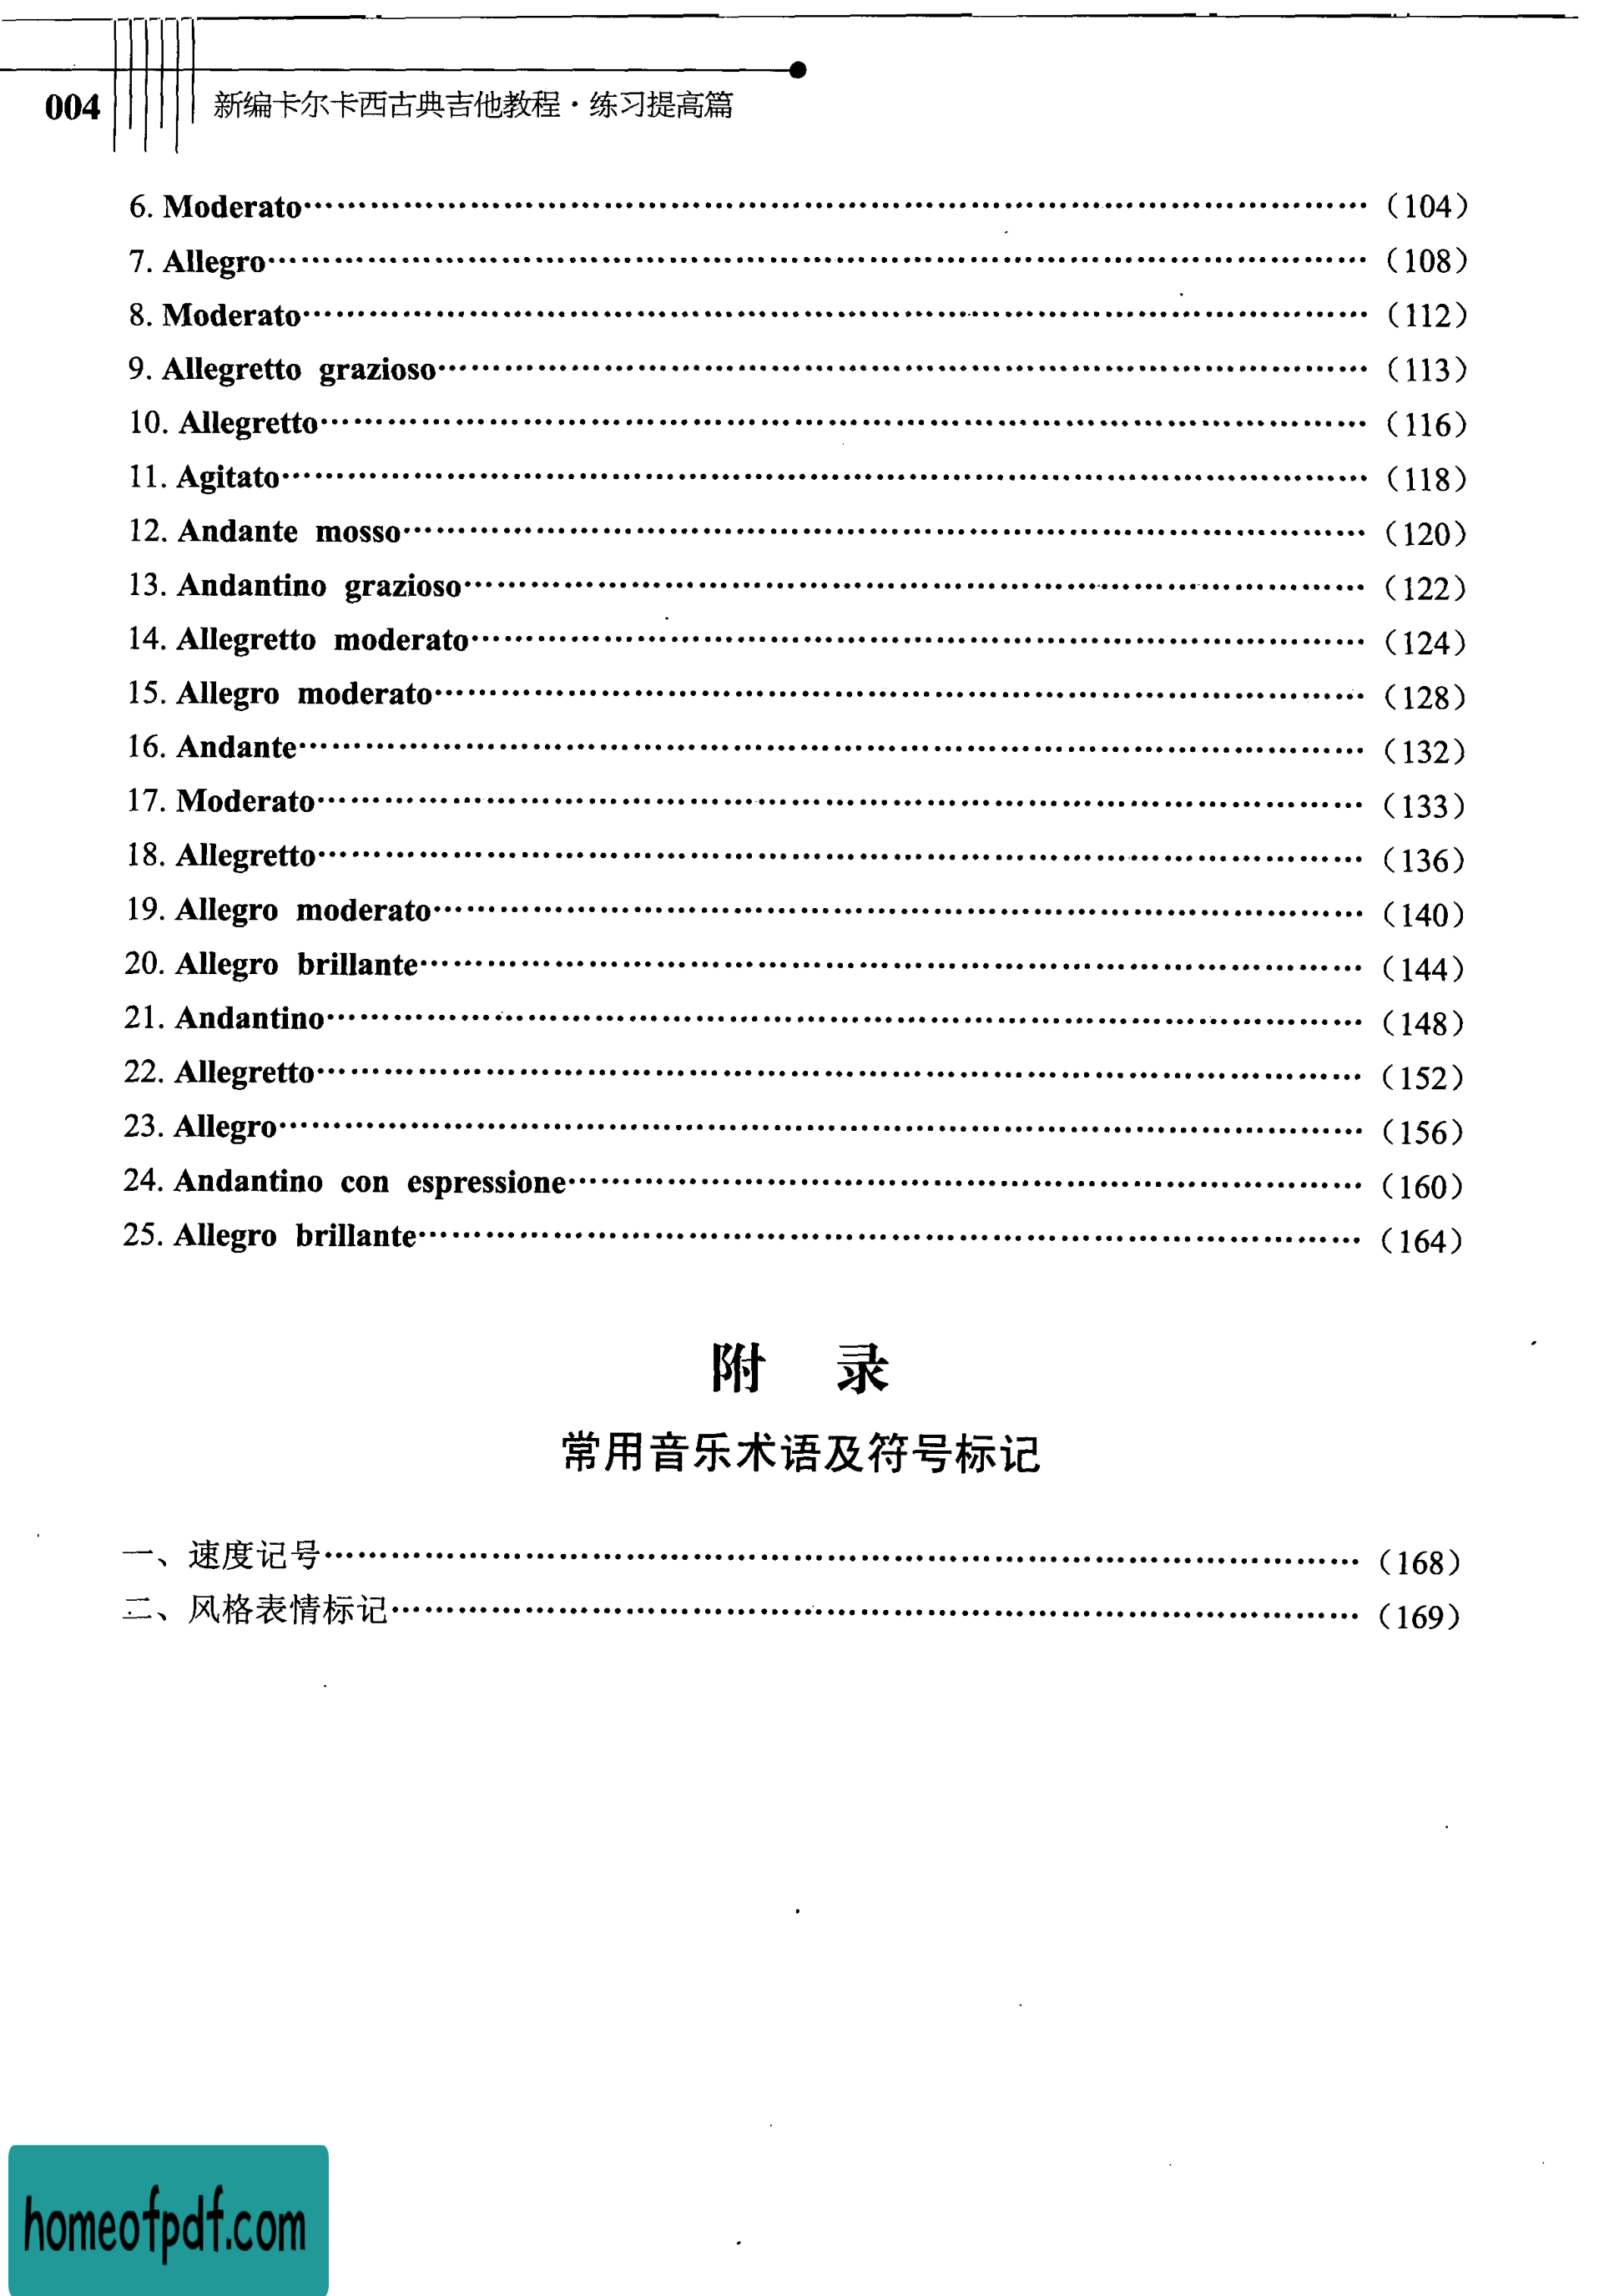 004
新编卡尔卡西古典吉他教程·练习提高篇
6. Moderato……(104)
7. Allegro……(108)
8. Moderato……(112)
9. Allegretto grazioso……(113)
10. Allegretto……(116)
11. Agitato……(118)
12. Andante mosso……(120)
13. Andantino grazioso……(122)
14. Allegretto moderato……(124)
15. Allegro moderato……(128)
16. Andante……(132)
17. Moderato……(133)
18. Allegretto……(136)
19. Allegro moderato……(140)
20. Allegro brillante……(144)
21. Andantino……(148)
22. Allegretto……(152)
23. Allegro……(156)
24. Andantino con espressione……(160)
25. Allegro brillante……(164)
附 录
常用音乐术语及符号标记
一、速度记号……(168)
二、风格表情标记……(169)
homeofpdf.com